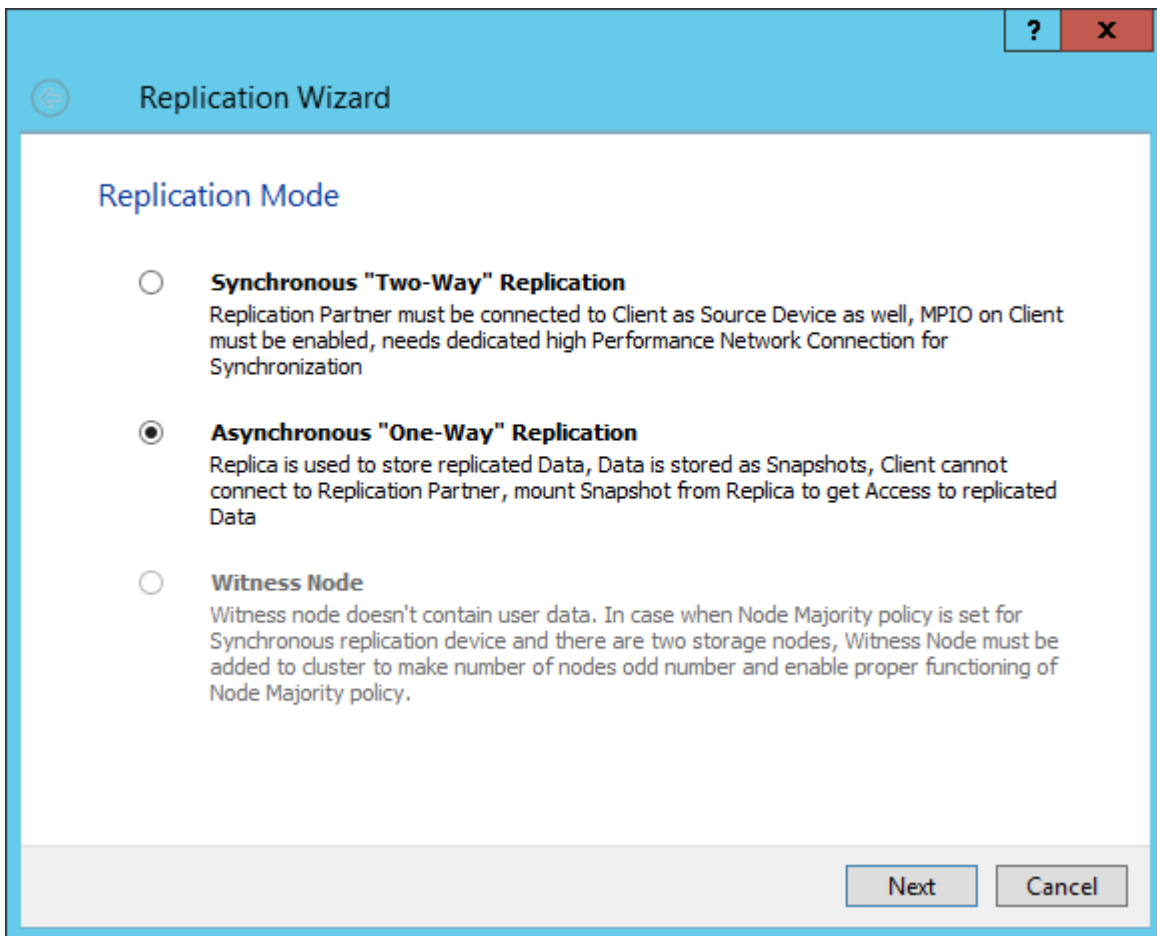 ?
x
Replication Wizard
Replication Mode
Synchronous "Two-Way" Replication
Replication Partner must be connected to Client as Source Device as well, MPIO on Client
must be enabled, needs dedicated high Performance Network Connection for
Synchronization
Asynchronous "One-Way" Replication
Replica is used to store replicated Data, Data is stored as Snapshots, Client cannot
connect to Replication Partner, mount Snapshot from Replica to get Access to replicated
Data
Witness Node
Witness node doesn't contain user data. In case when Node Majority policy is set for
Synchronous replication device and there are two storage nodes, Witness Node must be
added to cluster to make number of nodes odd number and enable proper functioning of
Node Majority policy.
Next
Cancel